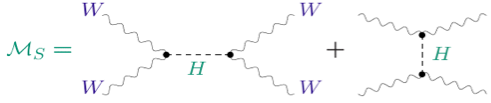 W W
𝓜_S = + H
H
W W